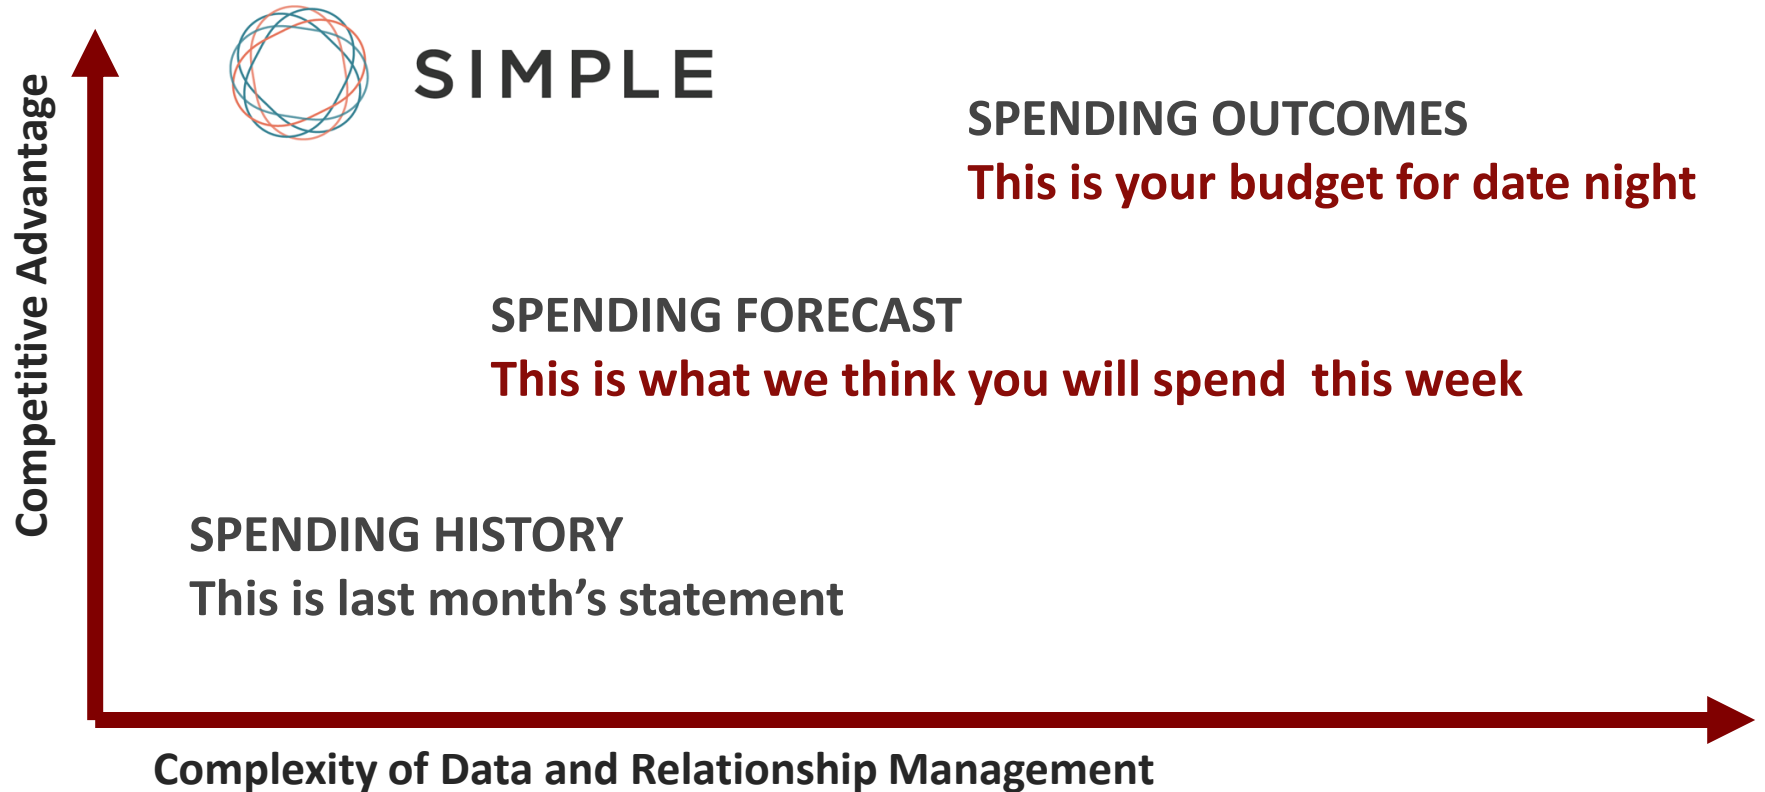 SIMPLE
Competitive Advantage
SPENDING OUTCOMES
This is your budget for date night
SPENDING FORECAST
This is what we think you will spend  this week
SPENDING HISTORY
This is last month’s statement
Complexity of Data and Relationship Management